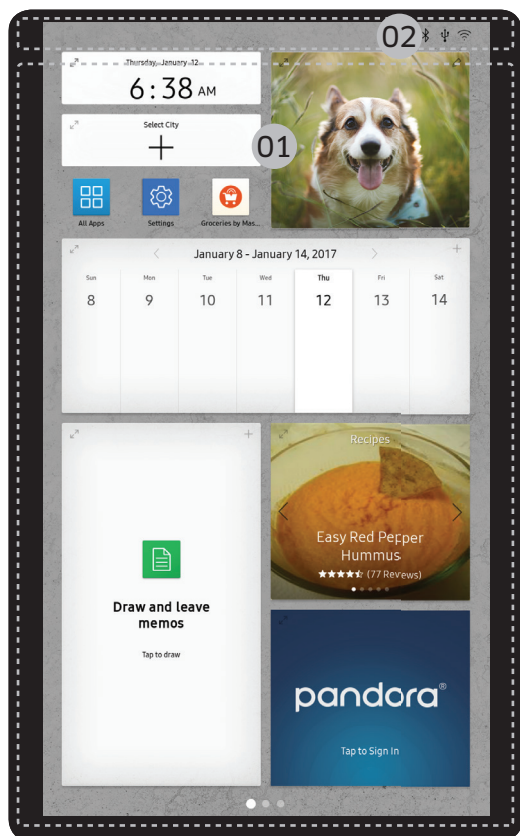 02
Thursday, January 12
6:38 AM
Select City
01
All Apps
Settings
Groceries by Mas...
January 8 - January 14, 2017
Sun Mon Tue Wed Thu Fri Sat
8 9 10 11 12 13 14
Recipes
Easy Red Pepper
Hummus
(77 Reviews)
Draw and leave
memos
Tap to draw
pandora®
Tap to Sign In